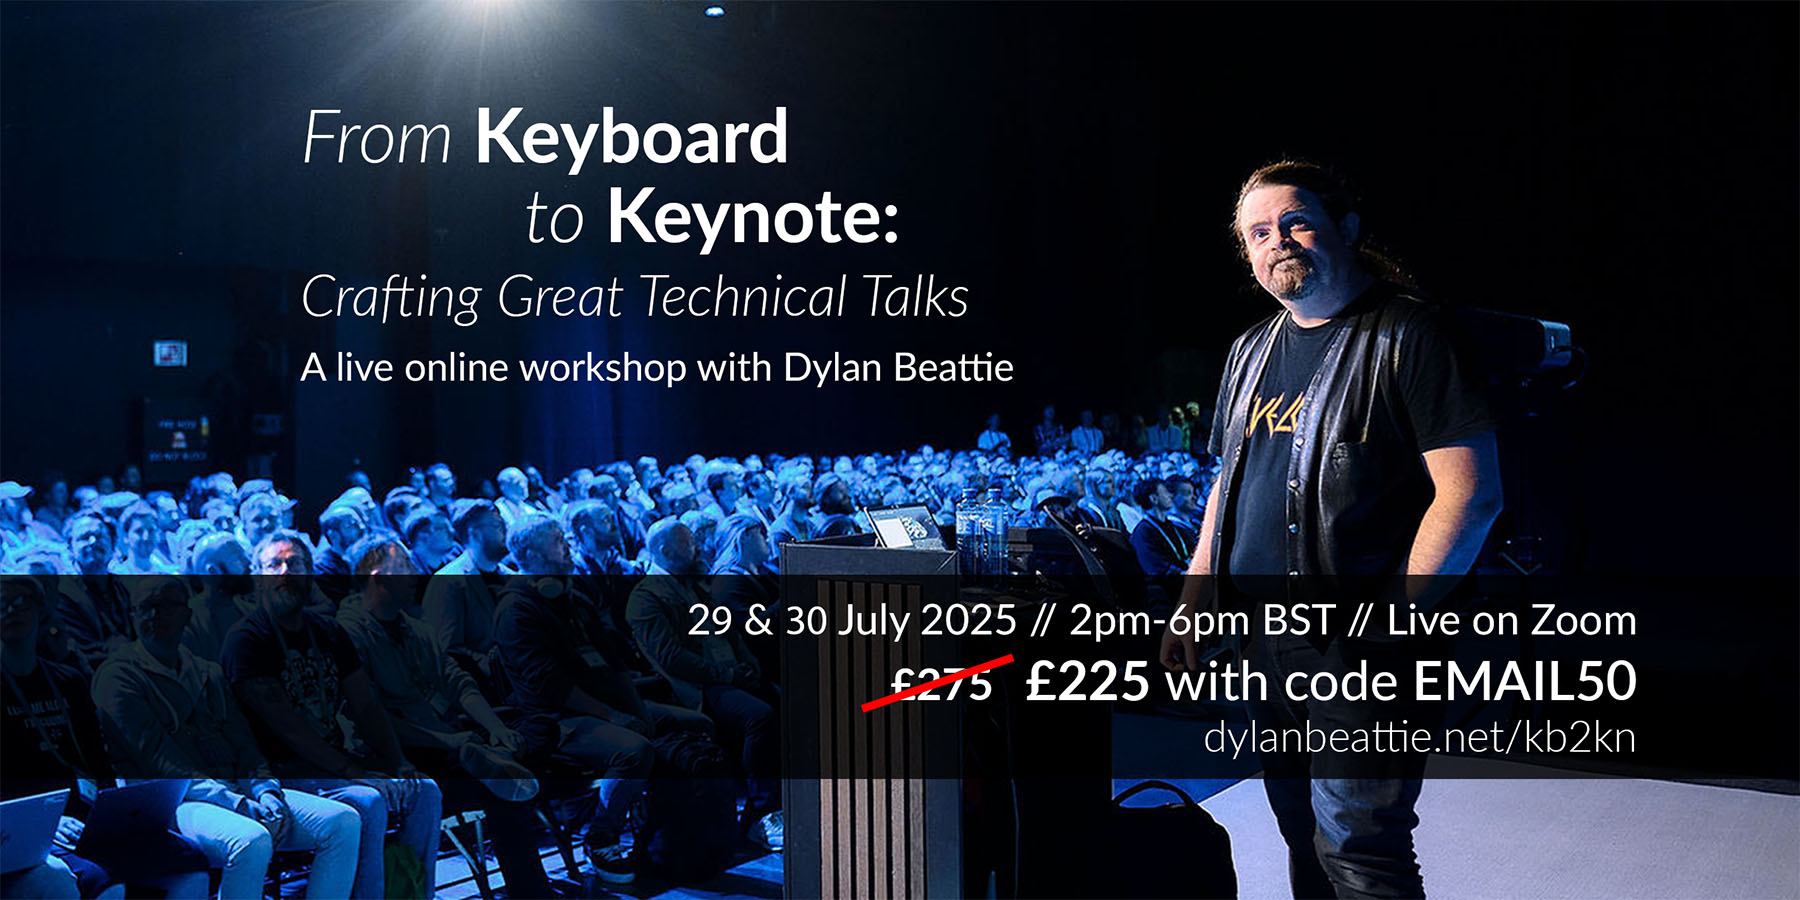 From Keyboard
to Keynote:
Crafting Great Technical Talks
A live online workshop with Dylan Beattie
29 & 30 July 2025 // 2pm-6pm BST // Live on Zoom
£275 £225 with code EMAIL50
dylanbeattie.net/kb2kn